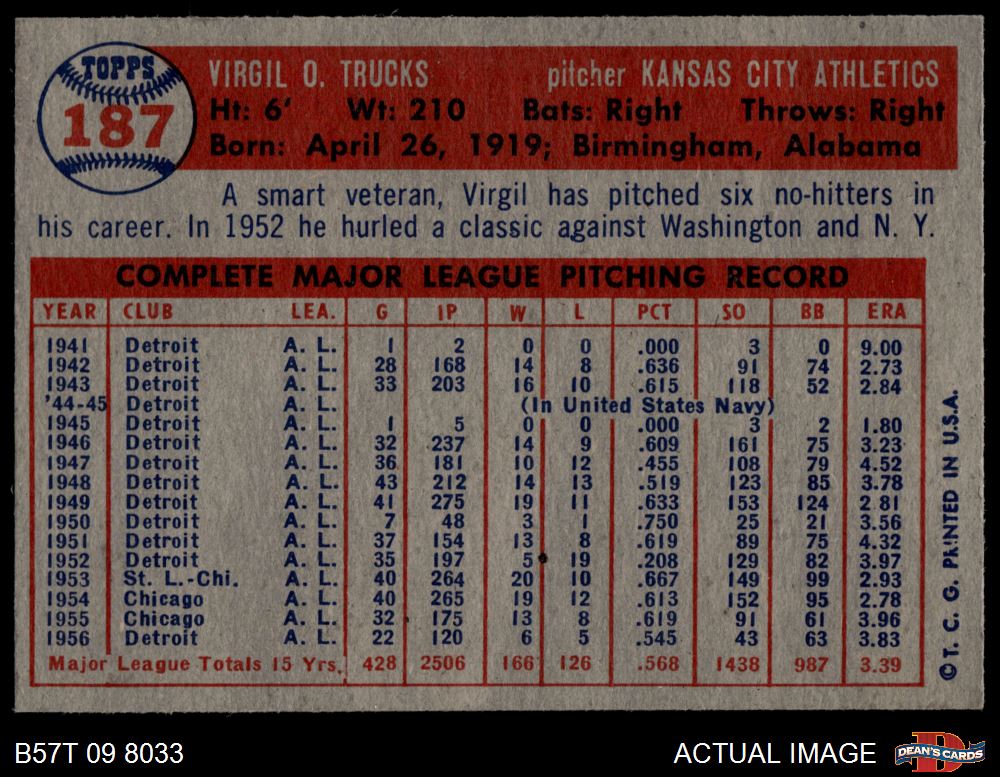 TOPPS
187
VIRGIL O. TRUCKS pitcher KANSAS CITY ATHLETICS
Ht: 6' Wt: 210 Bats: Right Throws: Right
Born: April 26, 1919; Birmingham, Alabama
A smart veteran, Virgil has pitched six no-hitters in
his career. In 1952 he hurled a classic against Washington and N. Y.
COMPLETE MAJOR LEAGUE PITCHING RECORD
YEAR CLUB LEA. G IP W L PCT SO BB ERA
1941 Detroit A. L. 1 2 0 0 .000 3 0 9.00
1942 Detroit A. L. 28 168 14 8 .636 91 74 2.73
1943 Detroit A. L. 33 203 16 10 .615 118 52 2.84
'44-45 Detroit A. L. (In United States Navy)
1945 Detroit A. L. 1 5 0 0 .000 3 2 1.80
1946 Detroit A. L. 32 237 14 9 .609 161 75 3.23
1947 Detroit A. L. 36 181 10 12 .455 108 79 4.52
1948 Detroit A. L. 43 212 14 13 .519 123 85 3.78
1949 Detroit A. L. 41 275 19 11 .633 153 124 2.81
1950 Detroit A. L. 7 48 3 1 .750 25 21 3.56
1951 Detroit A. L. 37 154 13 8 .619 89 75 4.32
1952 Detroit A. L. 35 197 5 19 .208 129 82 3.97
1953 St. L.-Chi. A. L. 40 264 20 10 .667 149 99 2.93
1954 Chicago A. L. 40 265 19 12 .613 152 95 2.78
1955 Chicago A. L. 32 175 13 8 .619 91 61 3.96
1956 Detroit A. L. 22 120 6 5 .545 43 63 3.83
Major League Totals 15 Yrs. 428 2506 166 126 .568 1438 987 3.39
© T. C. G. PRINTED IN U.S.A.
B57T 09 8033 ACTUAL IMAGE DEAN'S CARDS